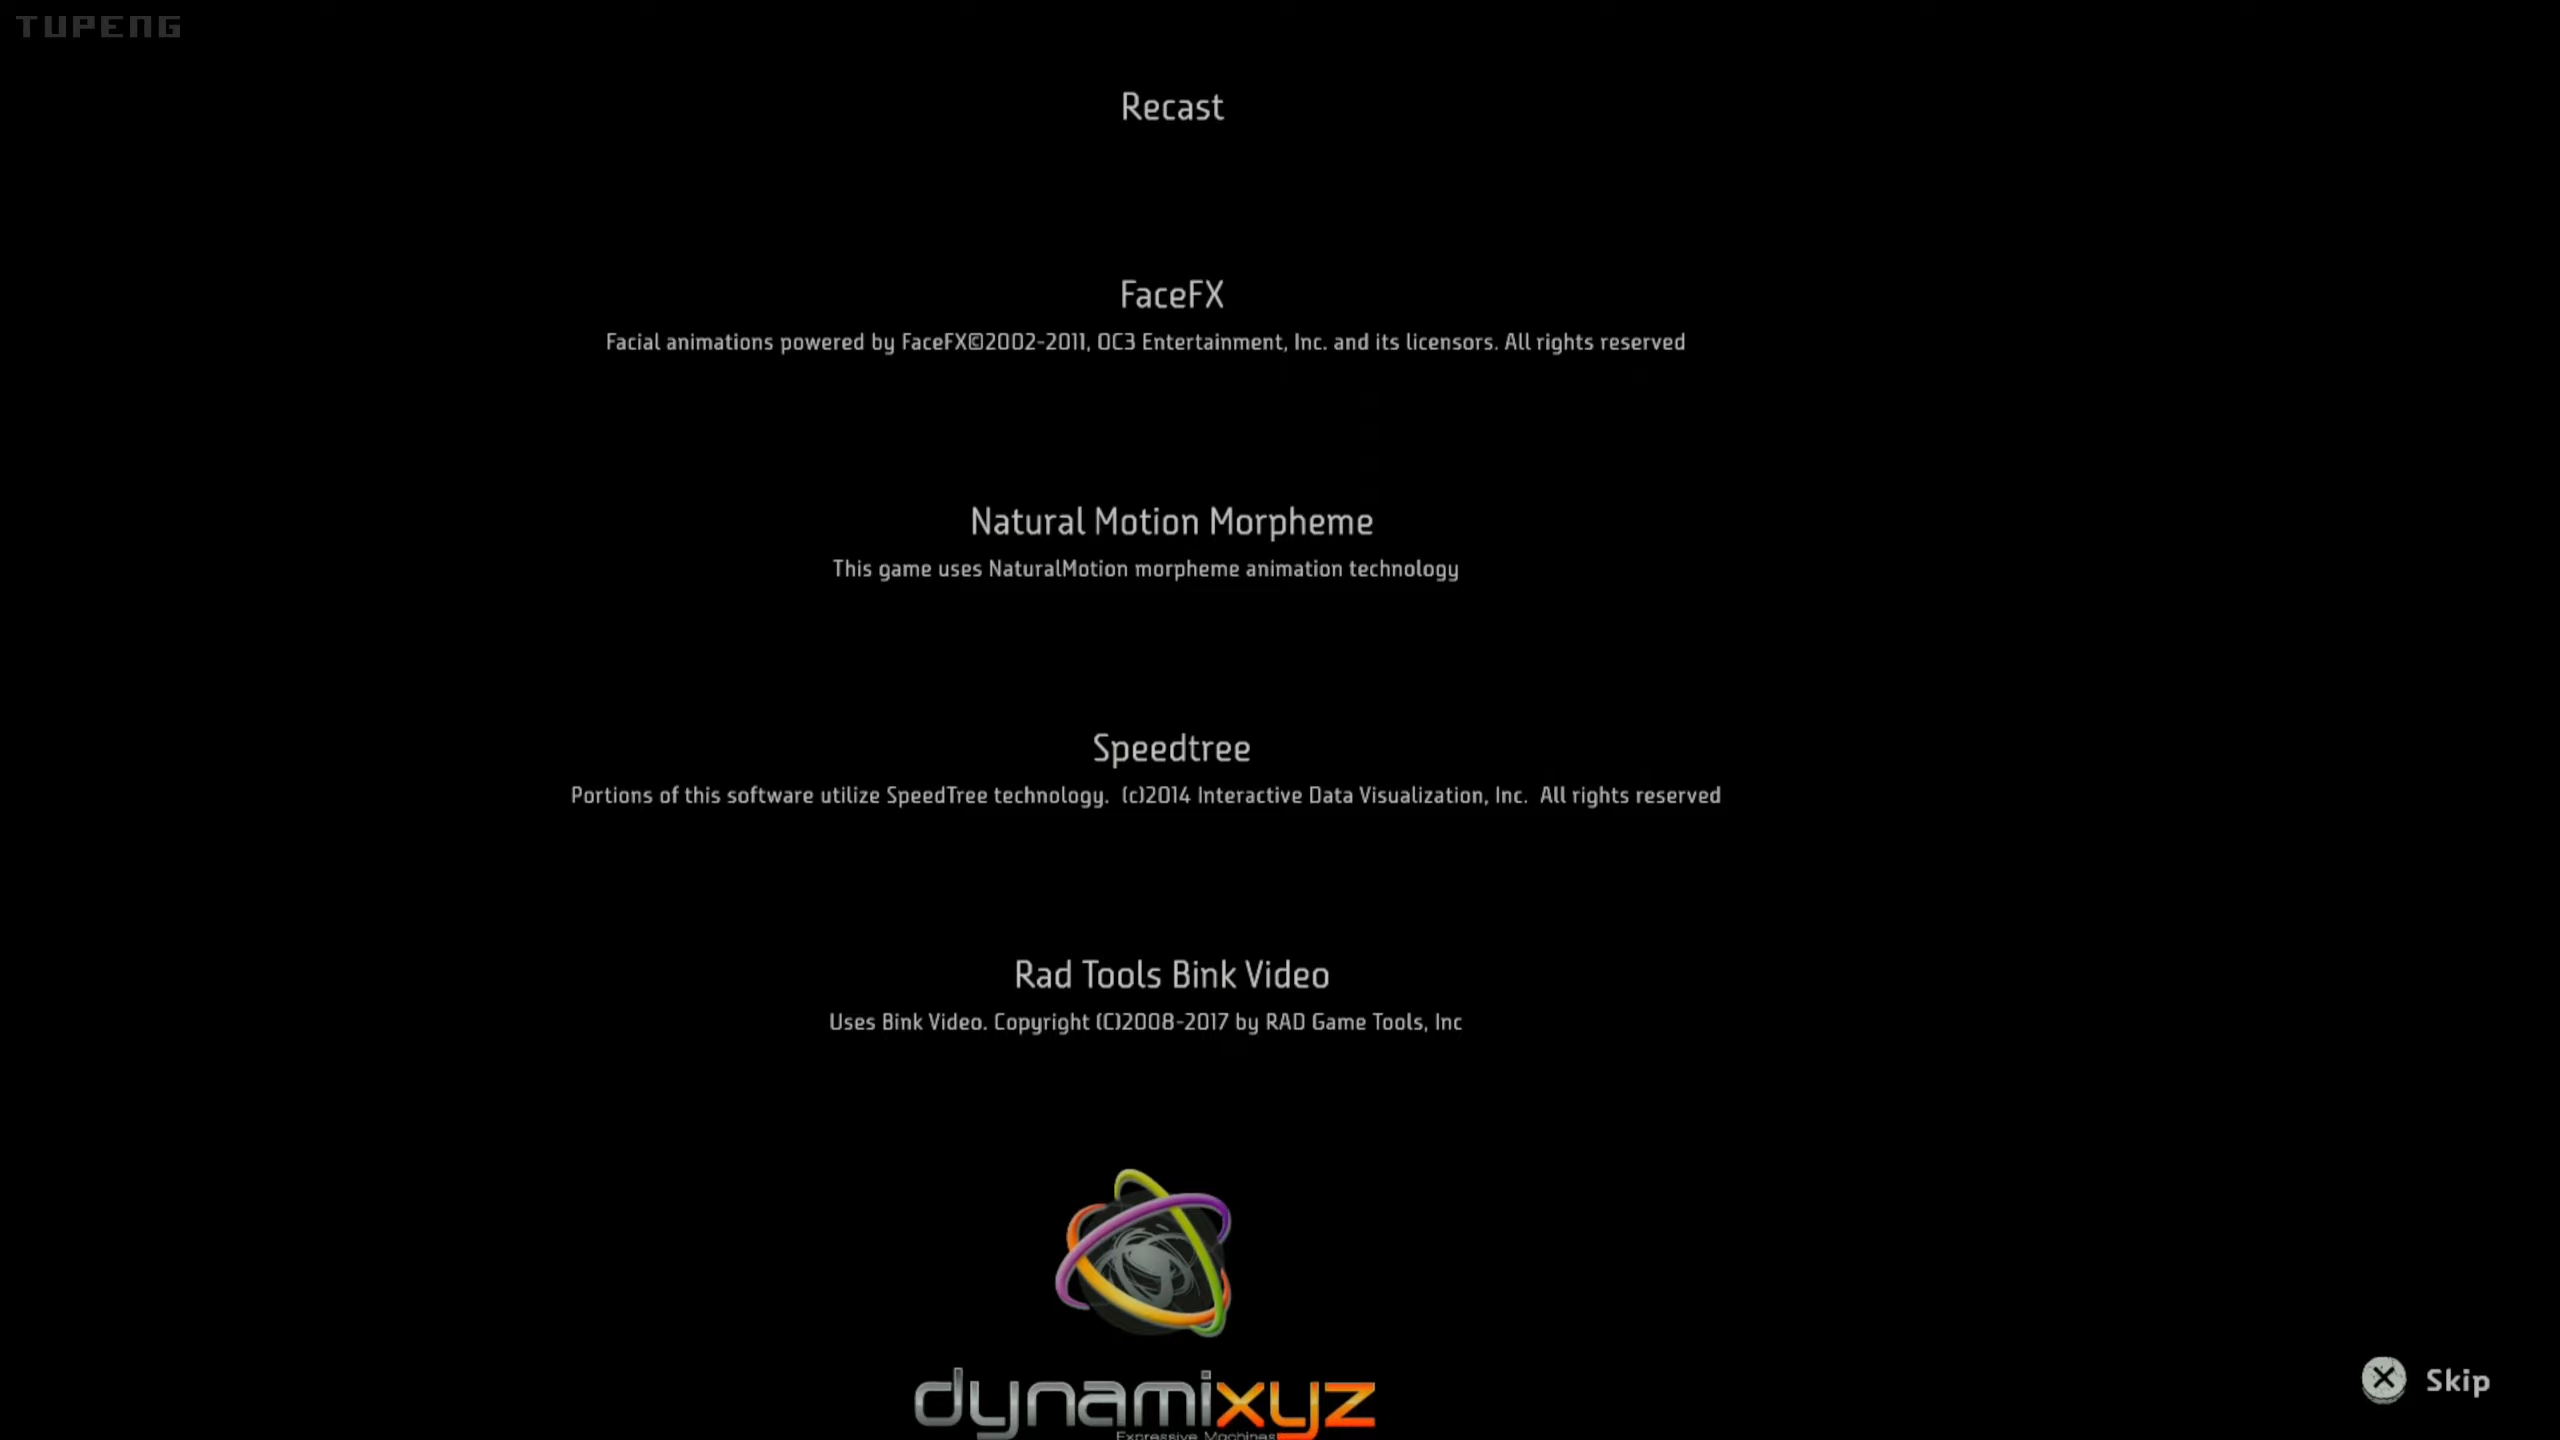 TUPENG
Recast
FaceFX
Facial animations powered by FaceFX©2002-2011, OC3 Entertainment, Inc. and its licensors. All rights reserved
Natural Motion Morpheme
This game uses NaturalMotion morpheme animation technology
Speedtree
Portions of this software utilize SpeedTree technology.  (c)2014 Interactive Data Visualization, Inc.  All rights reserved
Rad Tools Bink Video
Uses Bink Video. Copyright (C)2008-2017 by RAD Game Tools, Inc
dynamixyz
Expressive Machines
Skip